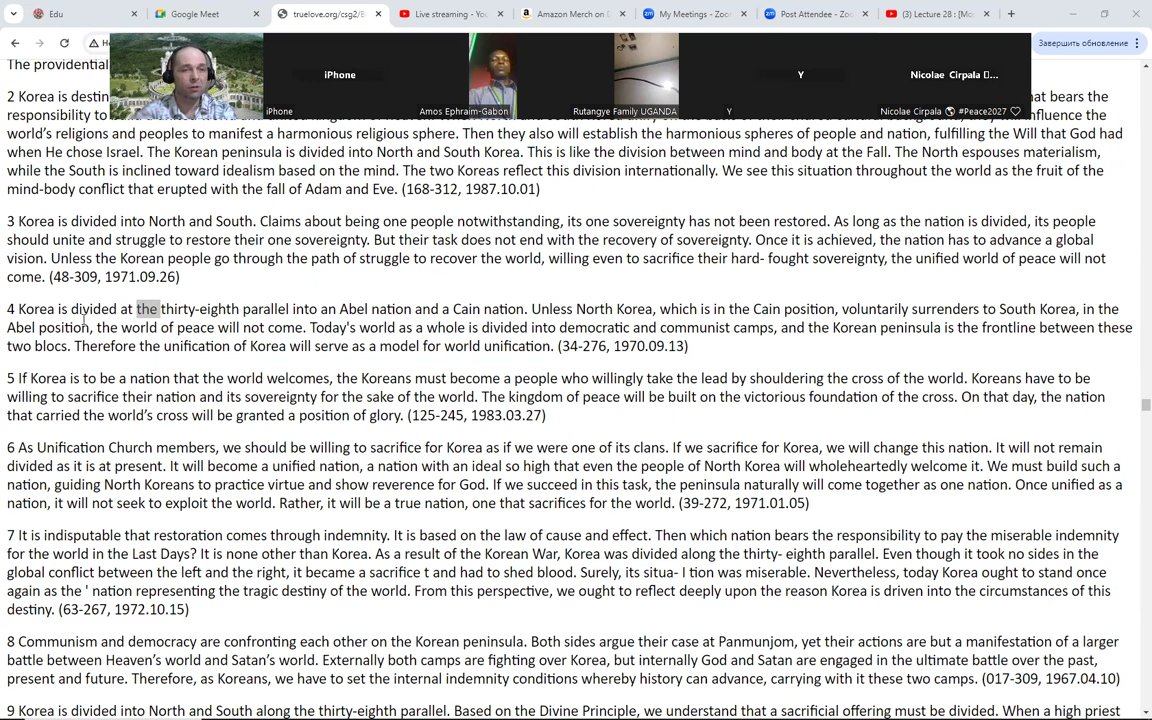 Edu
Google Meet
truelove.org/csg2/
Live streaming - You
Amazon Merch on D
My Meetings - Zoo
Post Attendee - Zoo
(3) Lecture 28 : [Mo
Завершить обновление
iPhone
iPhone
Amos Ephraim-Gabon
Rutangye Family UGANDA
Y
Y
Nicolae Cirpala
Nicolae Cirpala #Peace2027
The providential
2 Korea is destin
hat bears the
responsibility to
influence the
world's religions and peoples to manifest a harmonious religious sphere. Then they also will establish the harmonious spheres of people and nation, fulfilling the Will that God had
when He chose Israel. The Korean peninsula is divided into North and South Korea. This is like the division between mind and body at the Fall. The North espouses materialism,
while the South is inclined toward idealism based on the mind. The two Koreas reflect this division internationally. We see this situation throughout the world as the fruit of the
mind-body conflict that erupted with the fall of Adam and Eve. (168-312, 1987.10.01)
3 Korea is divided into North and South. Claims about being one people notwithstanding, its one sovereignty has not been restored. As long as the nation is divided, its people
should unite and struggle to restore their one sovereignty. But their task does not end with the recovery of sovereignty. Once it is achieved, the nation has to advance a global
vision. Unless the Korean people go through the path of struggle to recover the world, willing even to sacrifice their hard- fought sovereignty, the unified world of peace will not
come. (48-309, 1971.09.26)
4 Korea is divided at the thirty-eighth parallel into an Abel nation and a Cain nation. Unless North Korea, which is in the Cain position, voluntarily surrenders to South Korea, in the
Abel position, the world of peace will not come. Today's world as a whole is divided into democratic and communist camps, and the Korean peninsula is the frontline between these
two blocs. Therefore the unification of Korea will serve as a model for world unification. (34-276, 1970.09.13)
5 If Korea is to be a nation that the world welcomes, the Koreans must become a people who willingly take the lead by shouldering the cross of the world. Koreans have to be
willing to sacrifice their nation and its sovereignty for the sake of the world. The kingdom of peace will be built on the victorious foundation of the cross. On that day, the nation
that carried the world's cross will be granted a position of glory. (125-245, 1983.03.27)
6 As Unification Church members, we should be willing to sacrifice for Korea as if we were one of its clans. If we sacrifice for Korea, we will change this nation. It will not remain
divided as it is at present. It will become a unified nation, a nation with an ideal so high that even the people of North Korea will wholeheartedly welcome it. We must build such a
nation, guiding North Koreans to practice virtue and show reverence for God. If we succeed in this task, the peninsula naturally will come together as one nation. Once unified as a
nation, it will not seek to exploit the world. Rather, it will be a true nation, one that sacrifices for the world. (39-272, 1971.01.05)
7 It is indisputable that restoration comes through indemnity. It is based on the law of cause and effect. Then which nation bears the responsibility to pay the miserable indemnity
for the world in the Last Days? It is none other than Korea. As a result of the Korean War, Korea was divided along the thirty- eighth parallel. Even though it took no sides in the
global conflict between the left and the right, it became a sacrifice t and had to shed blood. Surely, its situa- I tion was miserable. Nevertheless, today Korea ought to stand once
again as the ' nation representing the tragic destiny of the world. From this perspective, we ought to reflect deeply upon the reason Korea is driven into the circumstances of this
destiny. (63-267, 1972.10.15)
8 Communism and democracy are confronting each other on the Korean peninsula. Both sides argue their case at Panmunjom, yet their actions are but a manifestation of a larger
battle between Heaven's world and Satan's world. Externally both camps are fighting over Korea, but internally God and Satan are engaged in the ultimate battle over the past,
present and future. Therefore, as Koreans, we have to set the internal indemnity conditions whereby history can advance, carrying with it these two camps. (017-309, 1967.04.10)
9 Korea is divided into North and South along the thirty-eighth parallel. Based on the Divine Principle, we understand that a sacrificial offering must be divided. When a high priest